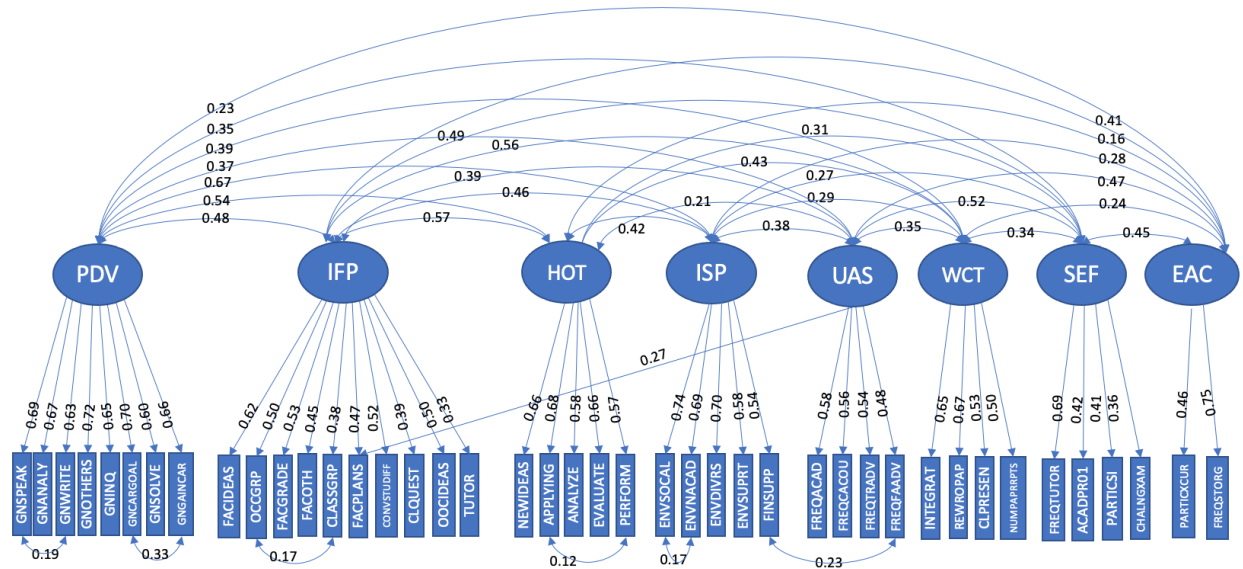 0.23
0.35
0.39
0.37
0.67
0.54
0.48
0.49
0.56
0.39
0.46
0.57
0.31
0.43
0.27
0.21
0.29
0.42
0.38
0.41
0.16
0.28
0.47
0.52
0.24
0.35
0.34
0.45
PDV IFP HOT ISP UAS WCT SEF EAC
0.27
0.69 0.67 0.63 0.72 0.65 0.70 0.60 0.66
0.62 0.50 0.53 0.45 0.38 0.47 0.52 0.39 0.50 0.33
0.66 0.68 0.58 0.66 0.57
0.74 0.69 0.70 0.58 0.54
0.58 0.56 0.54 0.48
0.65 0.67 0.53 0.50
0.69 0.42 0.41 0.36
0.46 0.75
GNSPEAK
GNANALY
GNWRITE
GNOTHERS
GNINQ
GNCARGOAL
GNSOLVE
GNGAINCAR
FACIDEAS
OCCGRP
FACGRADE
FACOTH
CLASSGRP
FACPLANS
CONVSTUDIFF
CLQUEST
OOCIDEAS
TUTOR
NEWIDEAS
APPLYING
ANALYZE
EVALUATE
PERFORM
ENVSOCAL
ENVNACAD
ENVDIVRS
ENVSUPRT
FINSUPP
FREQACAD
FREQCACOU
FREQTRADV
FREQFAADV
INTEGRAT
REWROPAP
CLPRESEN
NUMPAPRRPTS
FREQTUTOR
ACADPR01
PARTICSI
CHALNGXAM
PARTICXCUR
FREQSTORG
0.19 0.33 0.17 0.12 0.17 0.23